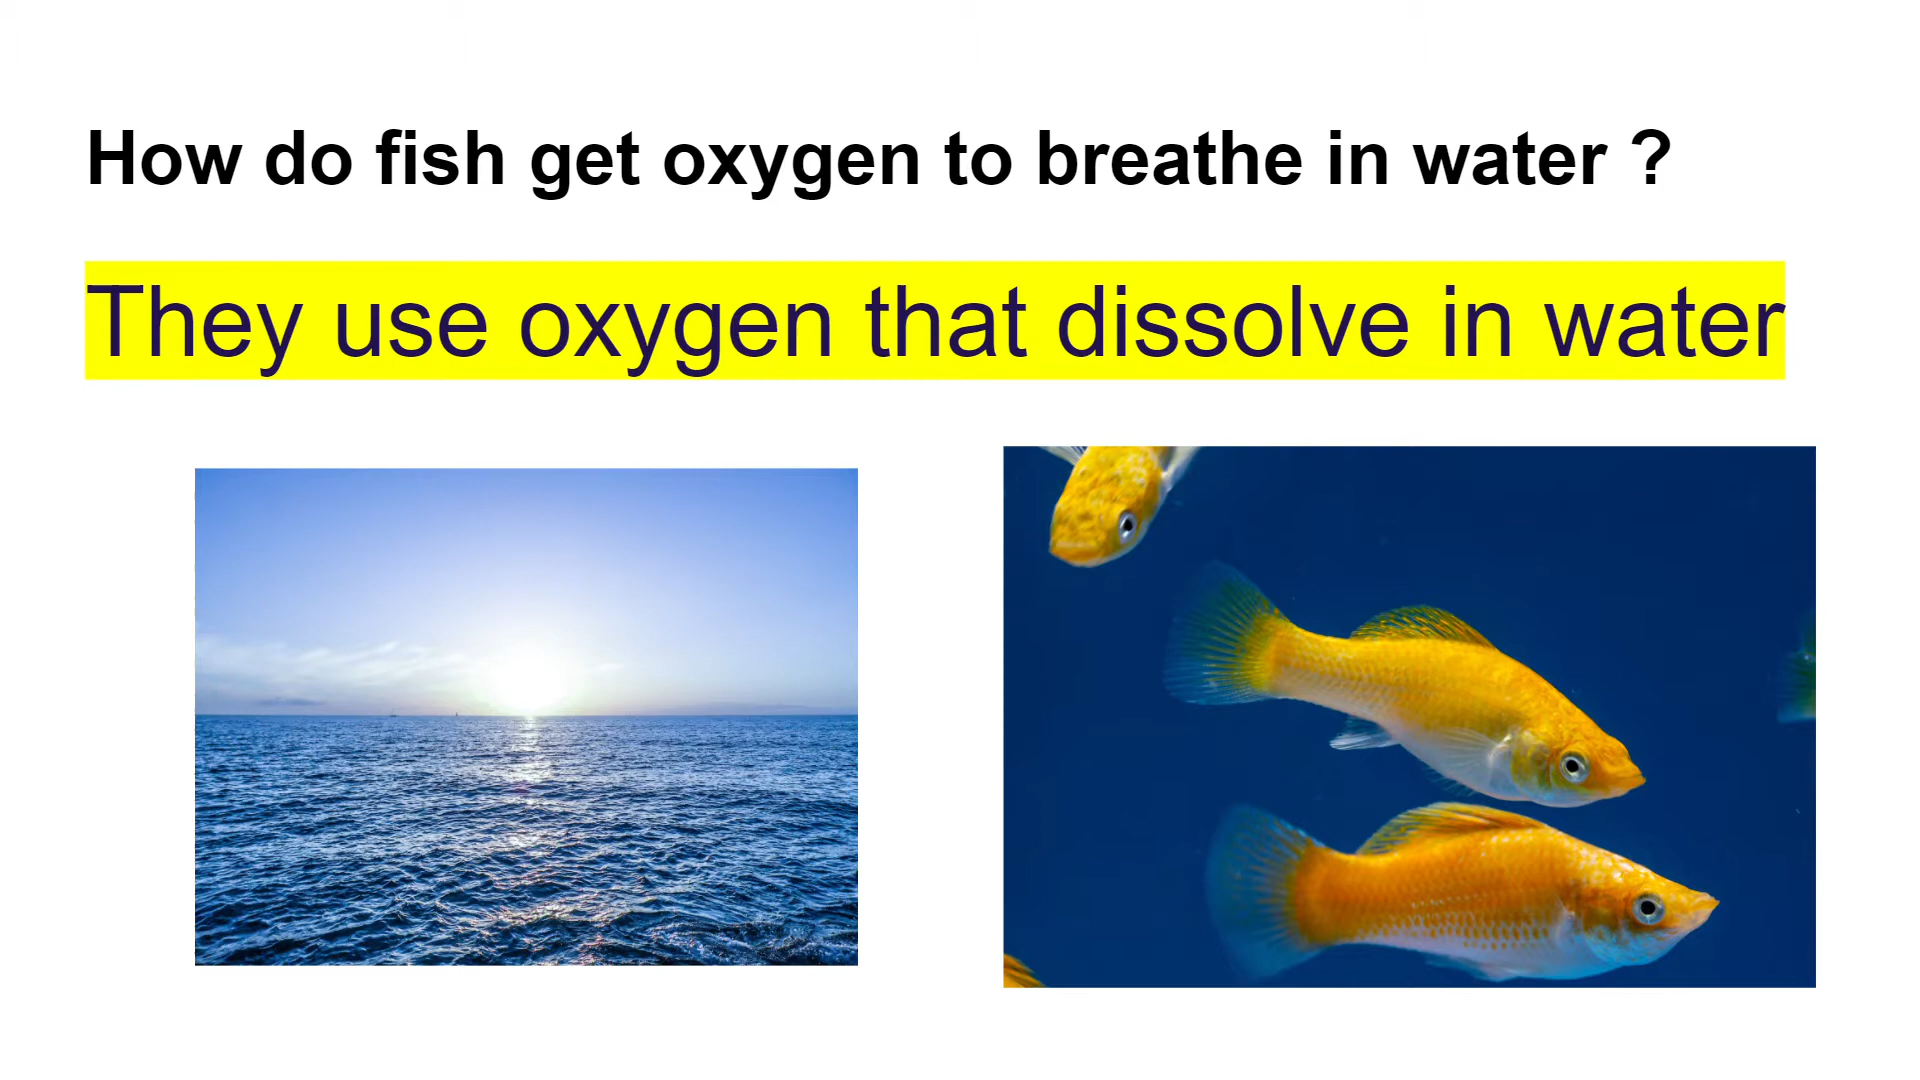 How do fish get oxygen to breathe in water ?
They use oxygen that dissolve in water